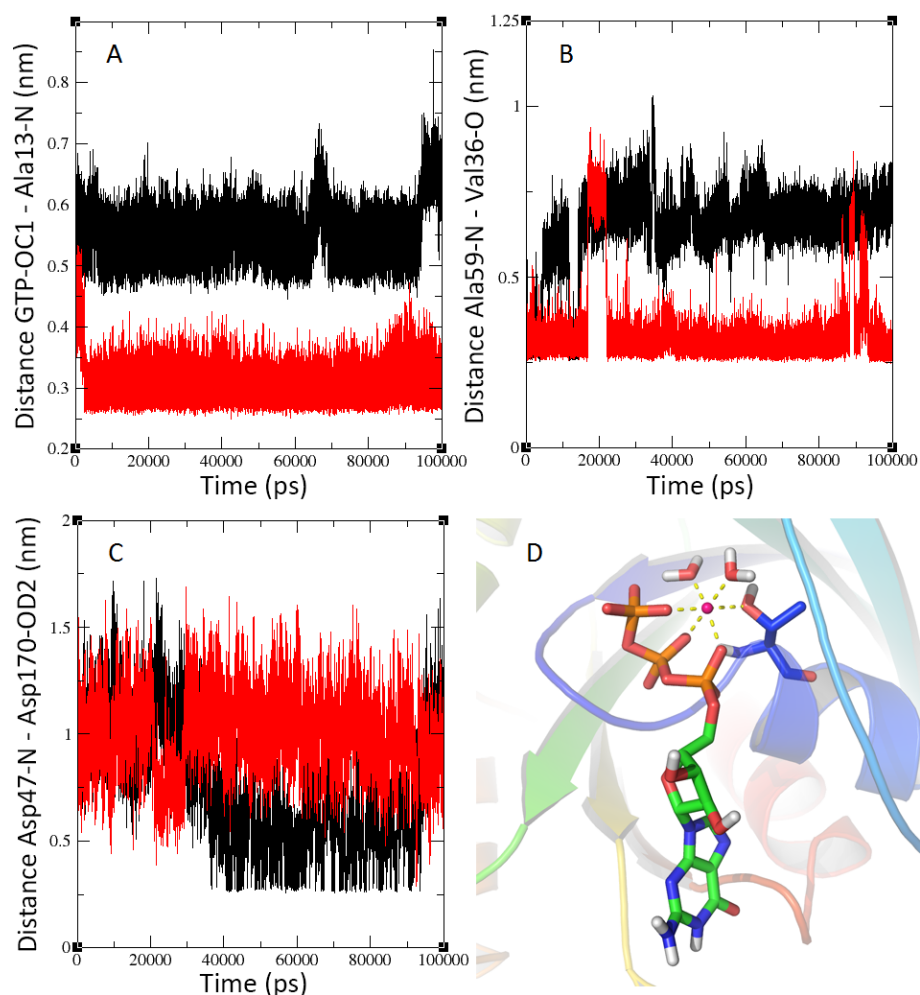 A
Distance GTP-OC1 - Ala13-N (nm)
0.8
0.7
0.6
0.5
0.4
0.3
0.2
0 20000 40000 60000 80000 100000
Time (ps)
B
Distance Ala59-N - Val36-O (nm)
1.25
1
0.5
0
0 20000 40000 60000 80000 100000
Time (ps)
C
Distance Asp47-N - Asp170-OD2 (nm)
2
1.5
1
0.5
0
0 20000 40000 60000 80000 100000
Time (ps)
D